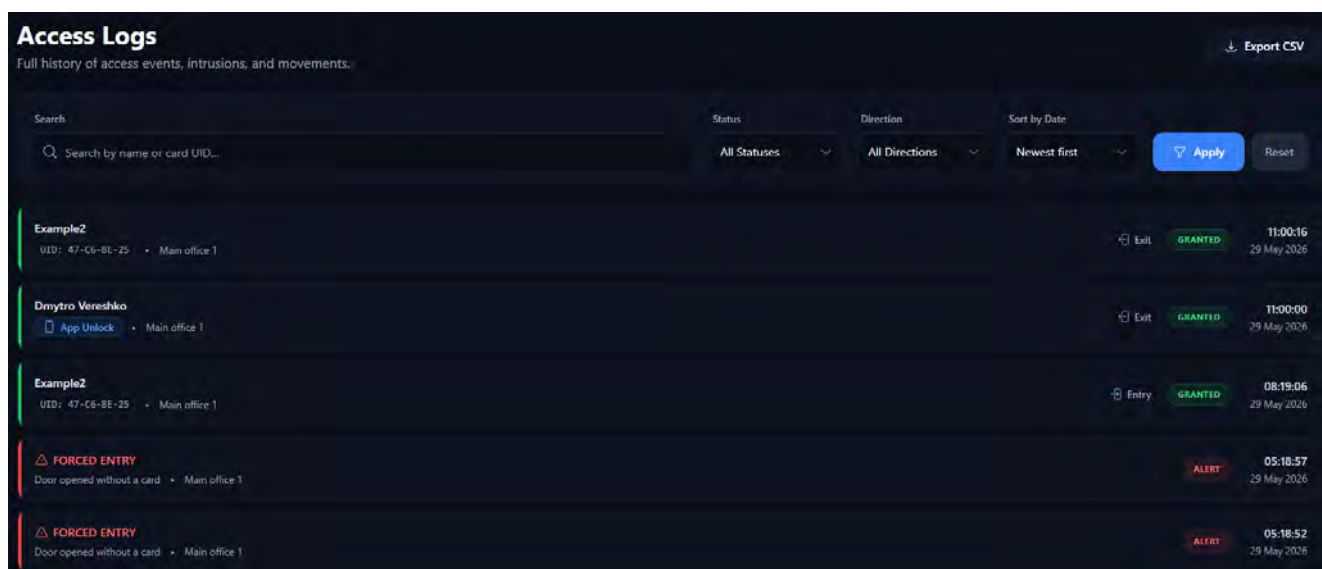 Access Logs
Export CSV
Full history of access events, intrusions, and movements.
Search
Status
Direction
Sort by Date
Search by name or card UID...
All Statuses
All Directions
Newest first
Apply
Reset
Example2
UID: 47-C6-8E-25 • Main office 1
Exit
GRANTED
11:00:16
29 May 2026
Dmytro Vereshko
App Unlock • Main office 1
Exit
GRANTED
11:00:00
29 May 2026
Example2
UID: 47-C6-8E-25 • Main office 1
Entry
GRANTED
08:19:06
29 May 2026
FORCED ENTRY
Door opened without a card • Main office 1
ALERT
05:18:57
29 May 2026
FORCED ENTRY
Door opened without a card • Main office 1
ALERT
05:18:52
29 May 2026